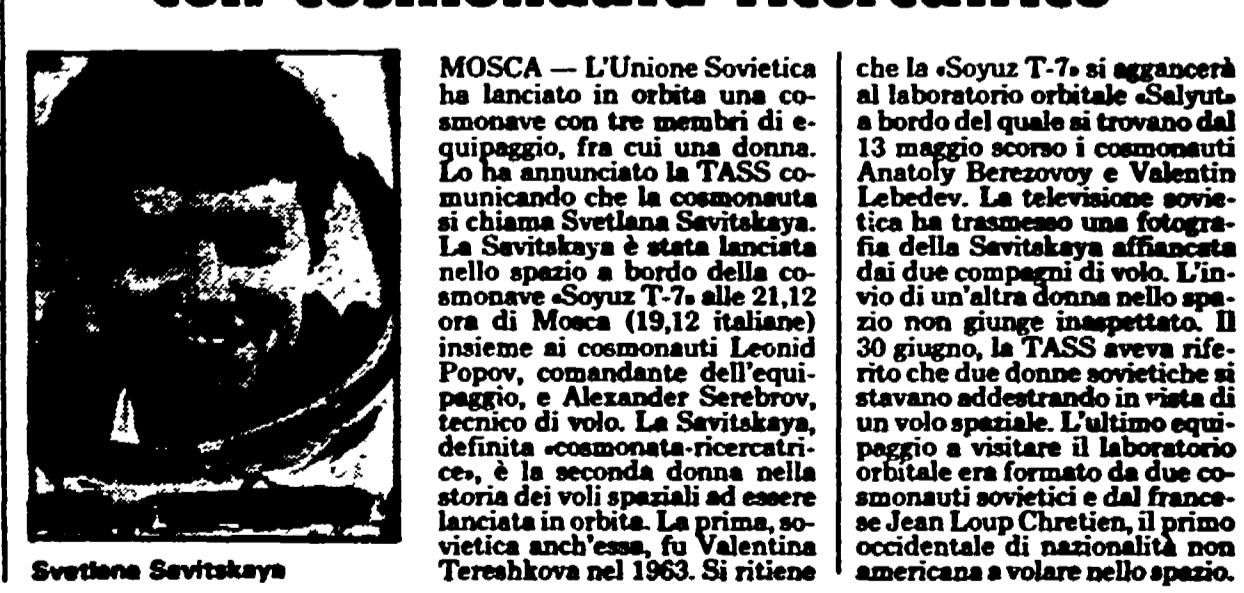 Svetlana Savitskaya
MOSCA — L'Unione Sovietica
ha lanciato in orbita una co-
smonave con tre membri di e-
quipaggio, fra cui una donna.
Lo ha annunciato la TASS co-
municando che la cosmonauta
si chiama Svetlana Savitskaya.
La Savitskaya è stata lanciata
nello spazio a bordo della co-
smonave «Soyuz T-7» alle 21,12
ora di Mosca (19,12 italiane)
insieme ai cosmonauti Leonid
Popov, comandante dell'equi-
paggio, e Alexander Serebrov,
tecnico di volo. La Savitskaya,
definita «cosmonata-ricercatri-
ce», è la seconda donna nella
storia dei voli spaziali ad essere
lanciata in orbita. La prima, so-
vietica anch'essa, fu Valentina
Tereshkova nel 1963. Si ritiene
che la «Soyuz T-7» si aggancerà
al laboratorio orbitale «Salyut»
a bordo del quale si trovano dal
13 maggio scorso i cosmonauti
Anatoly Berezovoy e Valentin
Lebedev. La televisione sovie-
tica ha trasmesso una fotogra-
fia della Savitskaya affiancata
dai due compagni di volo. L'in-
vio di un'altra donna nello spa-
zio non giunge inaspettato. Il
30 giugno, la TASS aveva rife-
rito che due donne sovietiche si
stavano addestrando in vista di
un volo spaziale. L'ultimo equi-
paggio a visitare il laboratorio
orbitale era formato da due co-
smonauti sovietici e dal france-
se Jean Loup Chretien, il primo
occidentale di nazionalità non
americana a volare nello spazio.